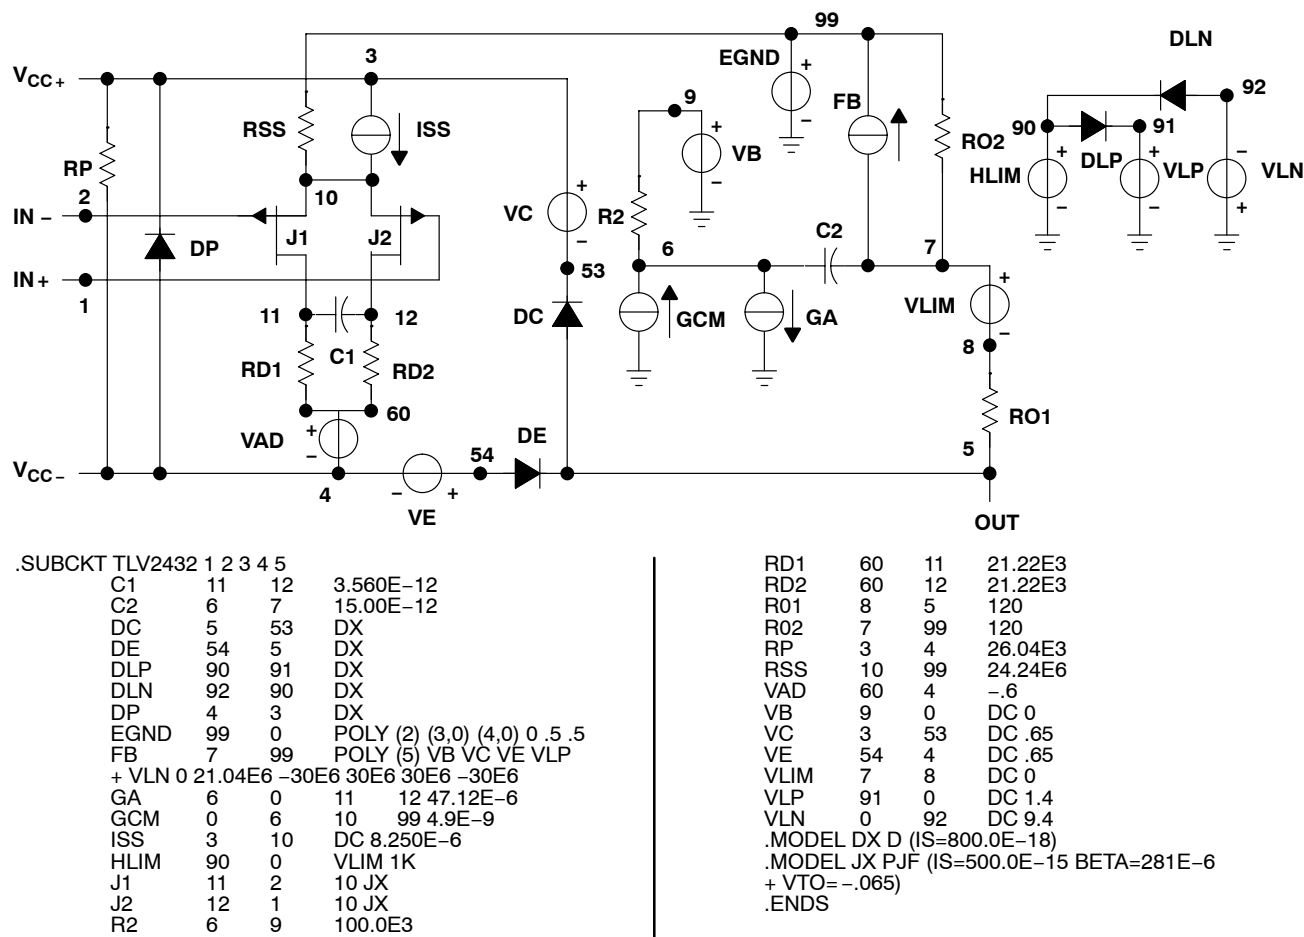 99
DLN
3
VCC+
EGND
+
−
FB
9
92
RSS
ISS
+
VB
−
90
91
RO2
RP
DLP
+
HLIM
−
+
VLP
−
−
VLN
+
2
10
IN −
+
VC
−
R2
J1
J2
C2
DP
6
7
IN+
53
1
+
VLIM
−
11
12
DC
GCM
GA
C1
8
RD1
RD2
60
RO1
VAD
+
−
DE
54
5
VCC−
4
−
+
VE
OUT
.SUBCKT TLV2432 1 2 3 4 5
C1 11 12 3.560E−12
C2 6 7 15.00E−12
DC 5 53 DX
DE 54 5 DX
DLP 90 91 DX
DLN 92 90 DX
DP 4 3 DX
EGND 99 0 POLY (2) (3,0) (4,0) 0 .5 .5
FB 7 99 POLY (5) VB VC VE VLP
+ VLN 0 21.04E6 −30E6 30E6 30E6 −30E6
GA 6 0 11 12 47.12E−6
GCM 0 6 10 99 4.9E−9
ISS 3 10 DC 8.250E−6
HLIM 90 0 VLIM 1K
J1 11 2 10 JX
J2 12 1 10 JX
R2 6 9 100.0E3
RD1 60 11 21.22E3
RD2 60 12 21.22E3
R01 8 5 120
R02 7 99 120
RP 3 4 26.04E3
RSS 10 99 24.24E6
VAD 60 4 −.6
VB 9 0 DC 0
VC 3 53 DC .65
VE 54 4 DC .65
VLIM 7 8 DC 0
VLP 91 0 DC 1.4
VLN 0 92 DC 9.4
.MODEL DX D (IS=800.0E−18)
.MODEL JX PJF (IS=500.0E−15 BETA=281E−6
+ VTO=−.065)
.ENDS